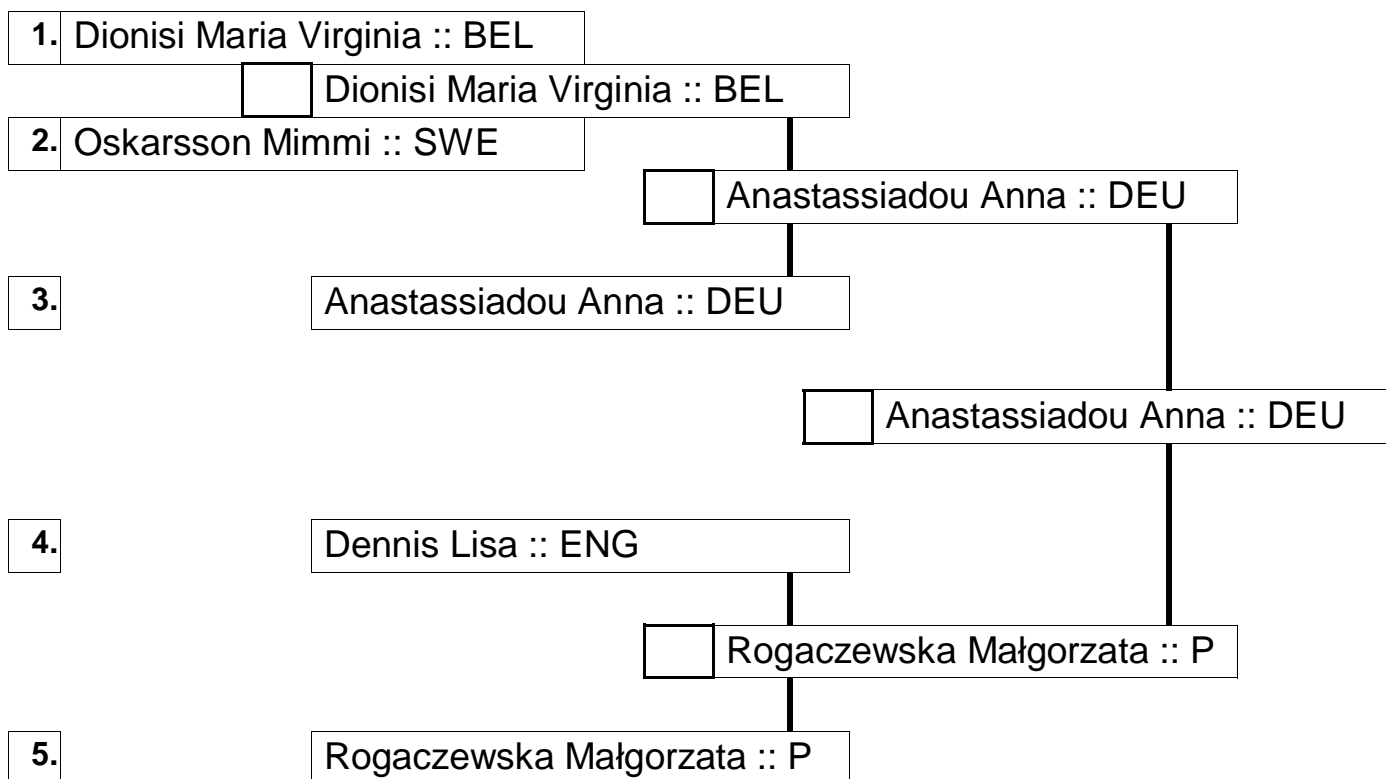 1. Dionisi Maria Virginia :: BEL
Dionisi Maria Virginia :: BEL
2. Oskarsson Mimmi :: SWE
Anastassiadou Anna :: DEU
3. Anastassiadou Anna :: DEU
Anastassiadou Anna :: DEU
4. Dennis Lisa :: ENG
Rogaczewska Małgorzata :: P
5. Rogaczewska Małgorzata :: P